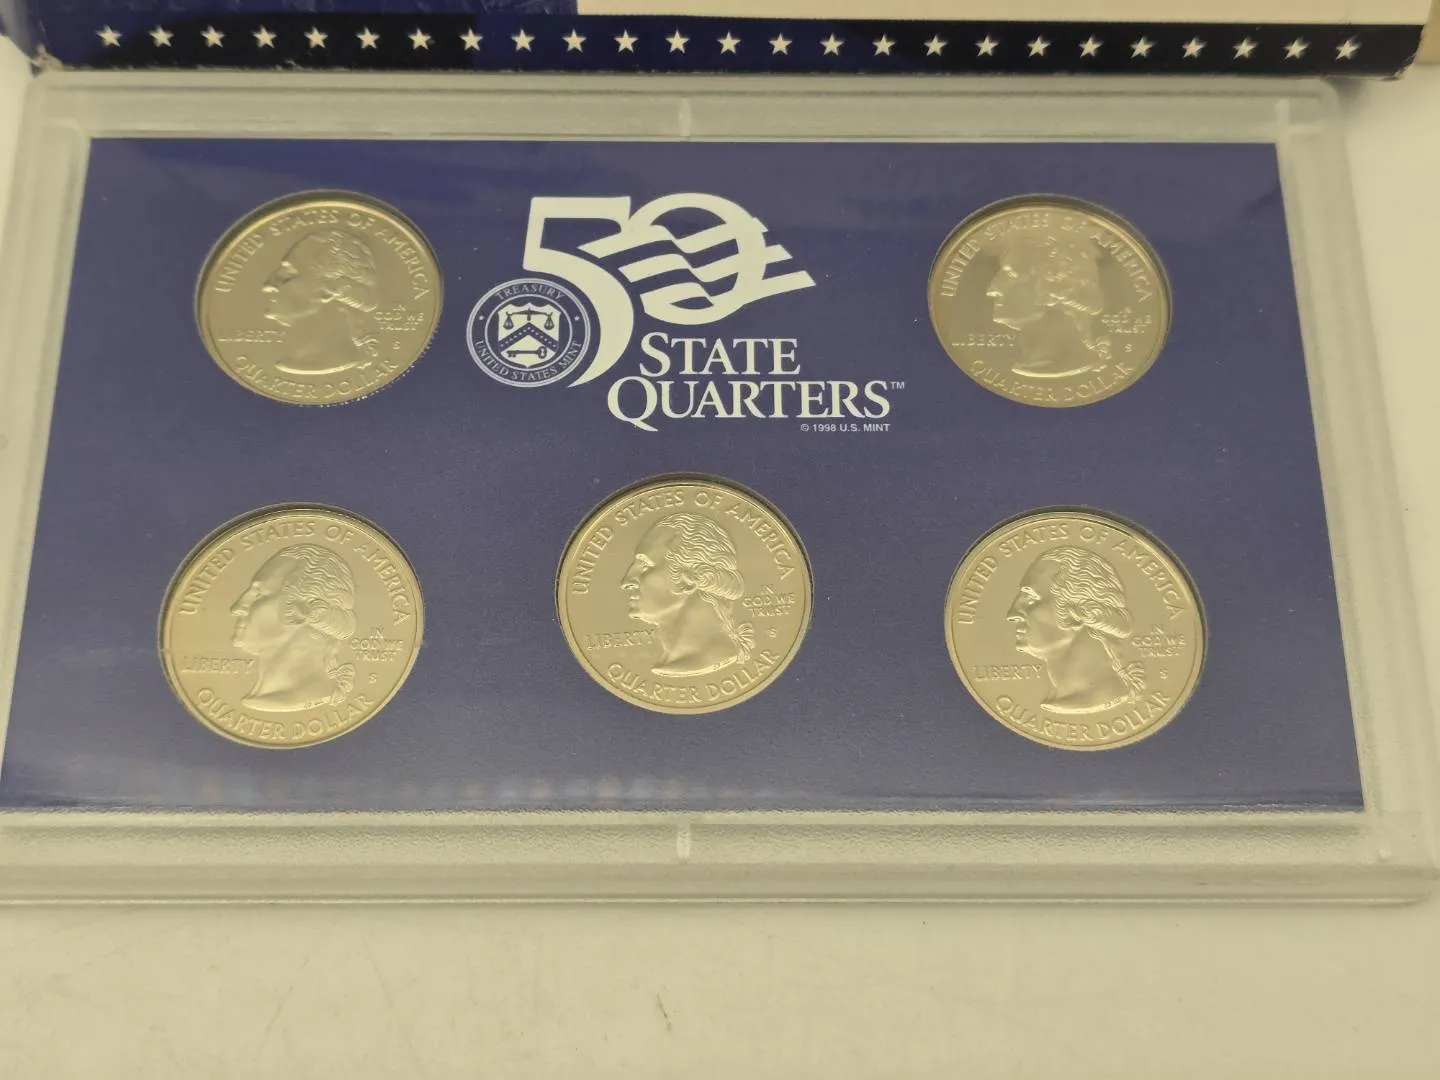 50
STATE
QUARTERS™
© 1998 U.S. MINT
TREASURY
UNITED STATES MINT
UNITED STATES OF AMERICA
LIBERTY
IN
GOD WE
TRUST
S
QUARTER DOLLAR
UNITED STATES OF AMERICA
LIBERTY
IN
GOD WE
TRUST
S
QUARTER DOLLAR
UNITED STATES OF AMERICA
LIBERTY
IN
GOD WE
TRUST
S
QUARTER DOLLAR
UNITED STATES OF AMERICA
LIBERTY
IN
GOD WE
TRUST
S
QUARTER DOLLAR
UNITED STATES OF AMERICA
LIBERTY
IN
GOD WE
TRUST
S
QUARTER DOLLAR